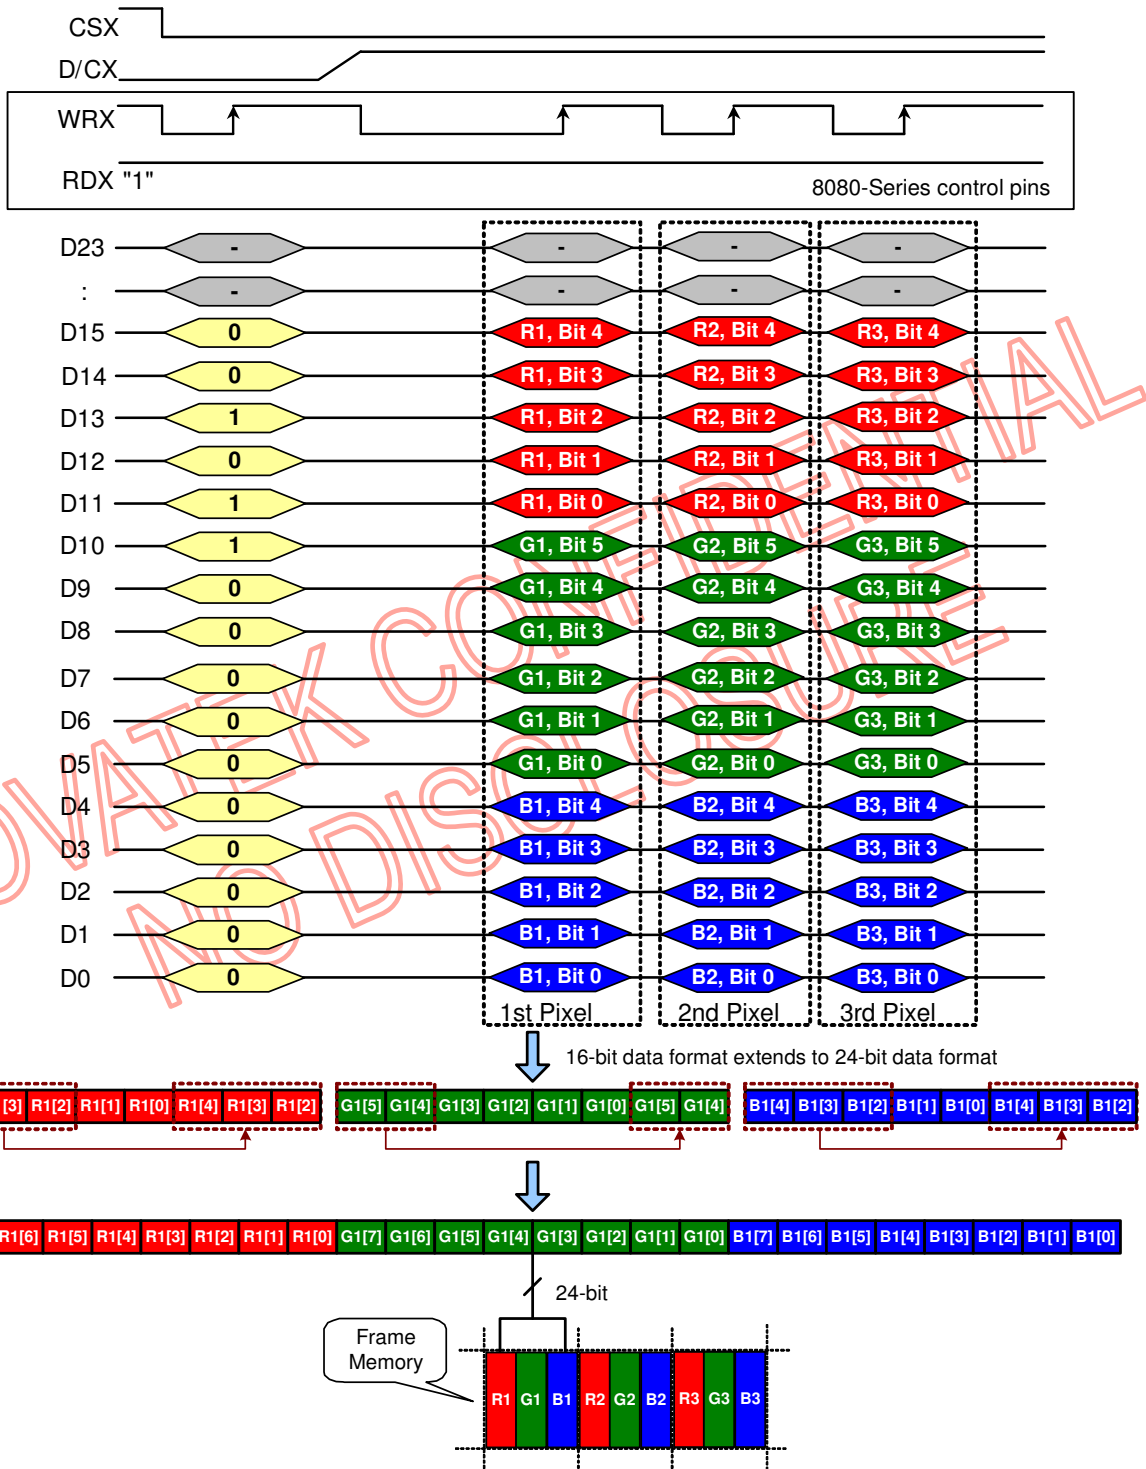 CSX
D/CX
WRX
RDX "1"
8080-Series control pins
D23 - - - -
: - - - -
D15 0 R1, Bit 4 R2, Bit 4 R3, Bit 4
D14 0 R1, Bit 3 R2, Bit 3 R3, Bit 3
D13 1 R1, Bit 2 R2, Bit 2 R3, Bit 2
D12 0 R1, Bit 1 R2, Bit 1 R3, Bit 1
D11 1 R1, Bit 0 R2, Bit 0 R3, Bit 0
D10 1 G1, Bit 5 G2, Bit 5 G3, Bit 5
D9 0 G1, Bit 4 G2, Bit 4 G3, Bit 4
D8 0 G1, Bit 3 G2, Bit 3 G3, Bit 3
D7 0 G1, Bit 2 G2, Bit 2 G3, Bit 2
D6 0 G1, Bit 1 G2, Bit 1 G3, Bit 1
D5 0 G1, Bit 0 G2, Bit 0 G3, Bit 0
D4 0 B1, Bit 4 B2, Bit 4 B3, Bit 4
D3 0 B1, Bit 3 B2, Bit 3 B3, Bit 3
D2 0 B1, Bit 2 B2, Bit 2 B3, Bit 2
D1 0 B1, Bit 1 B2, Bit 1 B3, Bit 1
D0 0 B1, Bit 0 B2, Bit 0 B3, Bit 0
1st Pixel 2nd Pixel 3rd Pixel
OVATEK CONFIDENTIAL
NO DISCLOSURE
16-bit data format extends to 24-bit data format
[3] R1[2] R1[1] R1[0] R1[4] R1[3] R1[2] G1[5] G1[4] G1[3] G1[2] G1[1] G1[0] G1[5] G1[4] B1[4] B1[3] B1[2] B1[1] B1[0] B1[4] B1[3] B1[2]
R1[6] R1[5] R1[4] R1[3] R1[2] R1[1] R1[0] G1[7] G1[6] G1[5] G1[4] G1[3] G1[2] G1[1] G1[0] B1[7] B1[6] B1[5] B1[4] B1[3] B1[2] B1[1] B1[0]
24-bit
Frame
Memory
R1 G1 B1 R2 G2 B2 R3 G3 B3